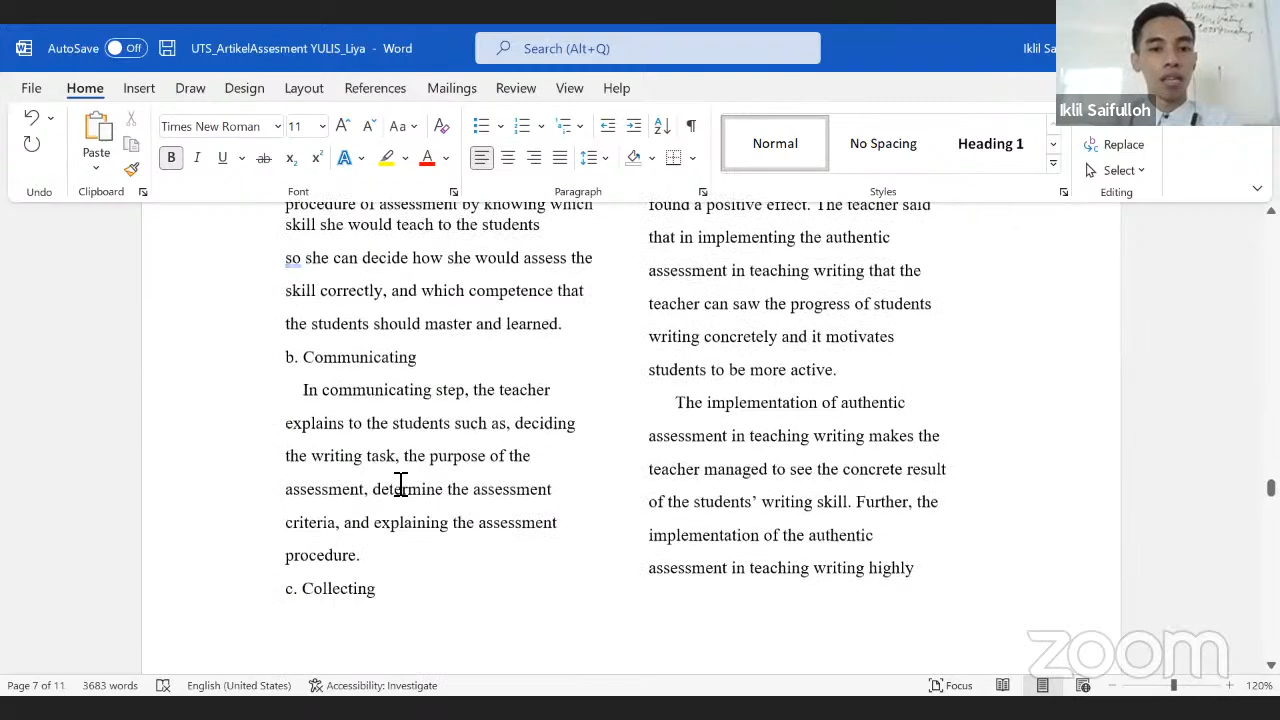 AutoSave Off UTS_ArtikelAssesment YULIS_Liya - Word Search (Alt+Q) Iklil Sa
Iklil Saifulloh
File Home Insert Draw Design Layout References Mailings Review View Help
Times New Roman 11 Aa
Paste
Normal No Spacing Heading 1
Replace
Select
Undo Clipboard Font Paragraph Styles Editing
procedure of assessment by knowing which
skill she would teach to the students
so she can decide how she would assess the
skill correctly, and which competence that
the students should master and learned.
b. Communicating
In communicating step, the teacher
explains to the students such as, deciding
the writing task, the purpose of the
assessment, determine the assessment
criteria, and explaining the assessment
procedure.
c. Collecting
found a positive effect. The teacher said
that in implementing the authentic
assessment in teaching writing that the
teacher can saw the progress of students
writing concretely and it motivates
students to be more active.
The implementation of authentic
assessment in teaching writing makes the
teacher managed to see the concrete result
of the students’ writing skill. Further, the
implementation of the authentic
assessment in teaching writing highly
zoom
Page 7 of 11 3683 words English (United States) Accessibility: Investigate Focus 120%